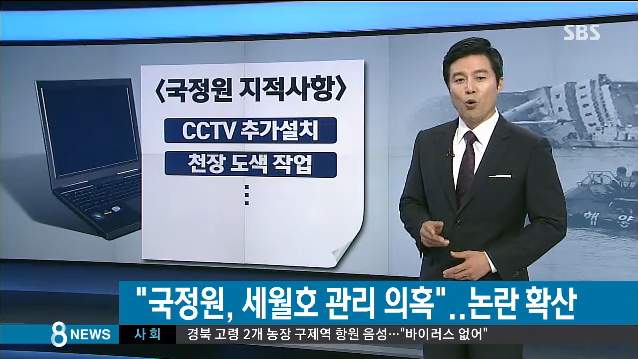 SBS
<국정원 지적사항>
CCTV 추가설치
천장 도색 작업
⋮
해 양
"국정원, 세월호 관리 의혹"..논란 확산
8 NEWS 사 회 경북 고령 2개 농장 구제역 항원 음성…"바이러스 없어"